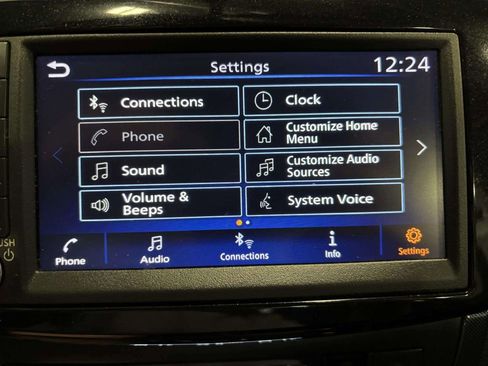 Settings
12:24
Connections
Clock
Phone
Customize Home
Menu
Sound
Customize Audio
Sources
Volume &
Beeps
System Voice
Phone
Audio
Connections
Info
Settings